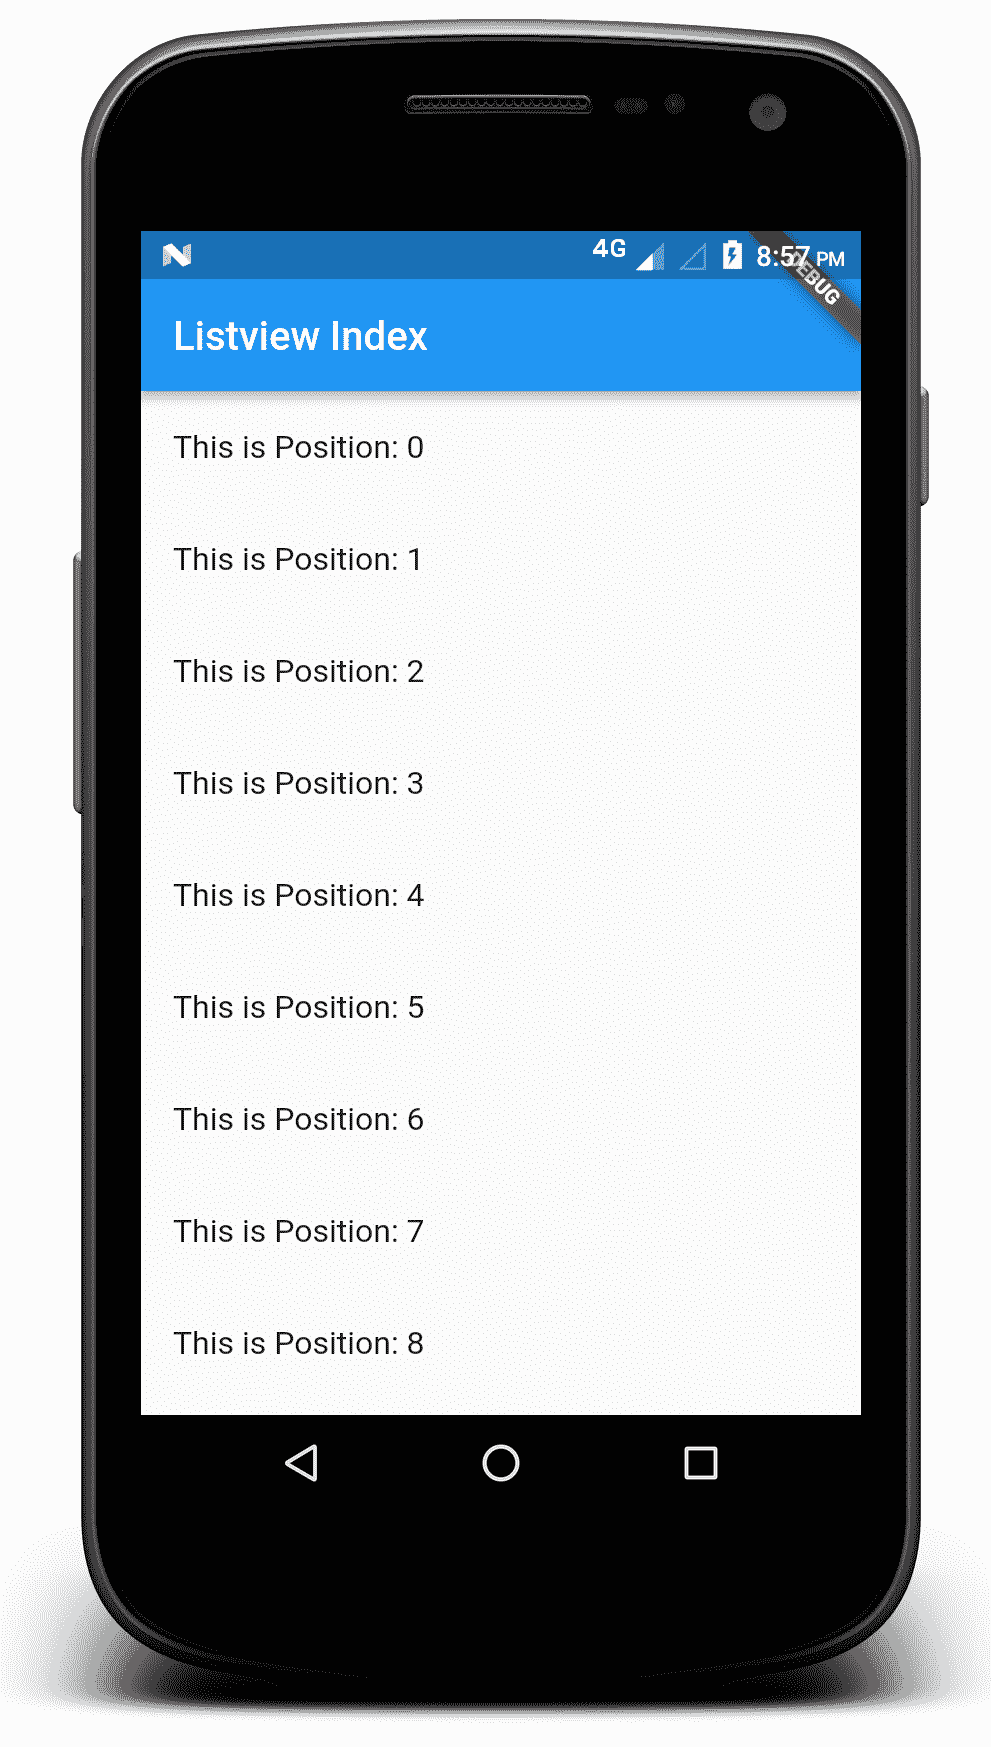 4G 8:57 PM
DEBUG
Listview Index
This is Position: 0
This is Position: 1
This is Position: 2
This is Position: 3
This is Position: 4
This is Position: 5
This is Position: 6
This is Position: 7
This is Position: 8